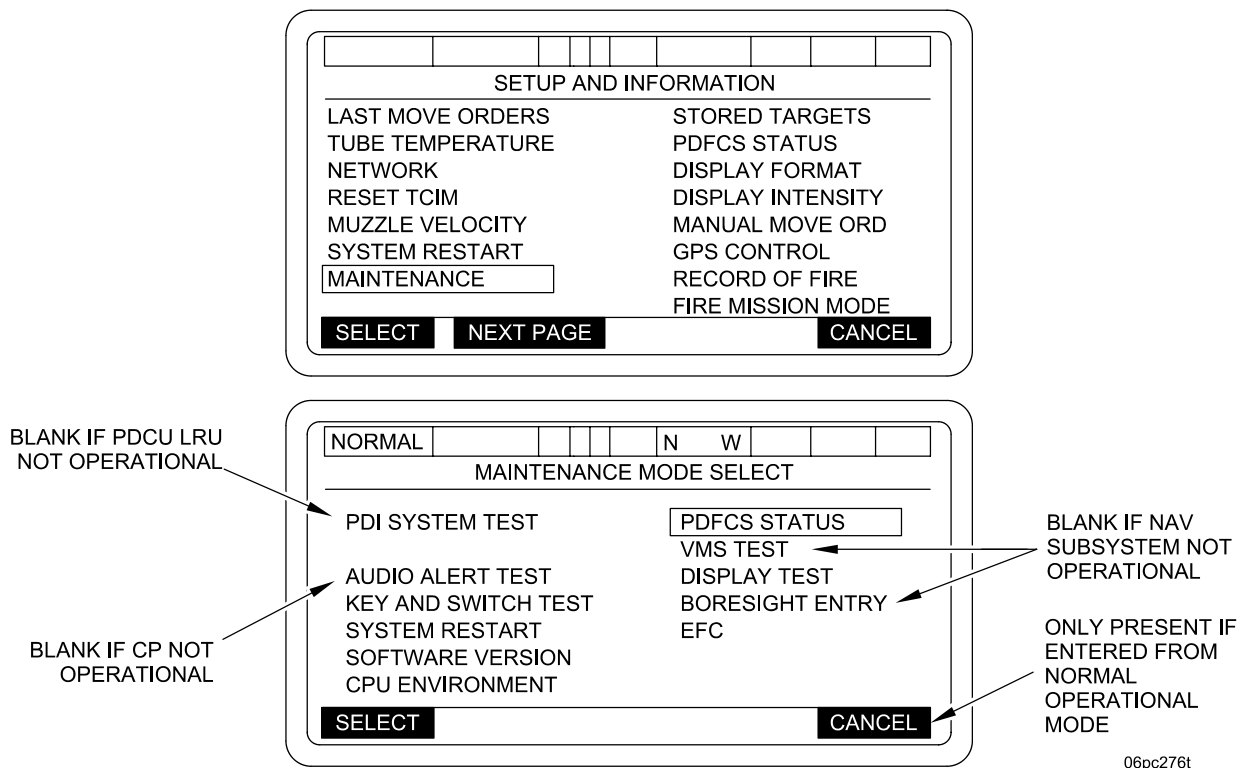 SETUP AND INFORMATION
LAST MOVE ORDERS
TUBE TEMPERATURE
NETWORK
RESET TCIM
MUZZLE VELOCITY
SYSTEM RESTART
MAINTENANCE
STORED TARGETS
PDFCS STATUS
DISPLAY FORMAT
DISPLAY INTENSITY
MANUAL MOVE ORD
GPS CONTROL
RECORD OF FIRE
FIRE MISSION MODE
SELECT NEXT PAGE CANCEL
BLANK IF PDCU LRU
NOT OPERATIONAL
BLANK IF CP NOT
OPERATIONAL
NORMAL N W
MAINTENANCE MODE SELECT
PDI SYSTEM TEST
AUDIO ALERT TEST
KEY AND SWITCH TEST
SYSTEM RESTART
SOFTWARE VERSION
CPU ENVIRONMENT
PDFCS STATUS
VMS TEST
DISPLAY TEST
BORESIGHT ENTRY
EFC
SELECT CANCEL
BLANK IF NAV
SUBSYSTEM NOT
OPERATIONAL
ONLY PRESENT IF
ENTERED FROM
NORMAL
OPERATIONAL
MODE
06pc276t